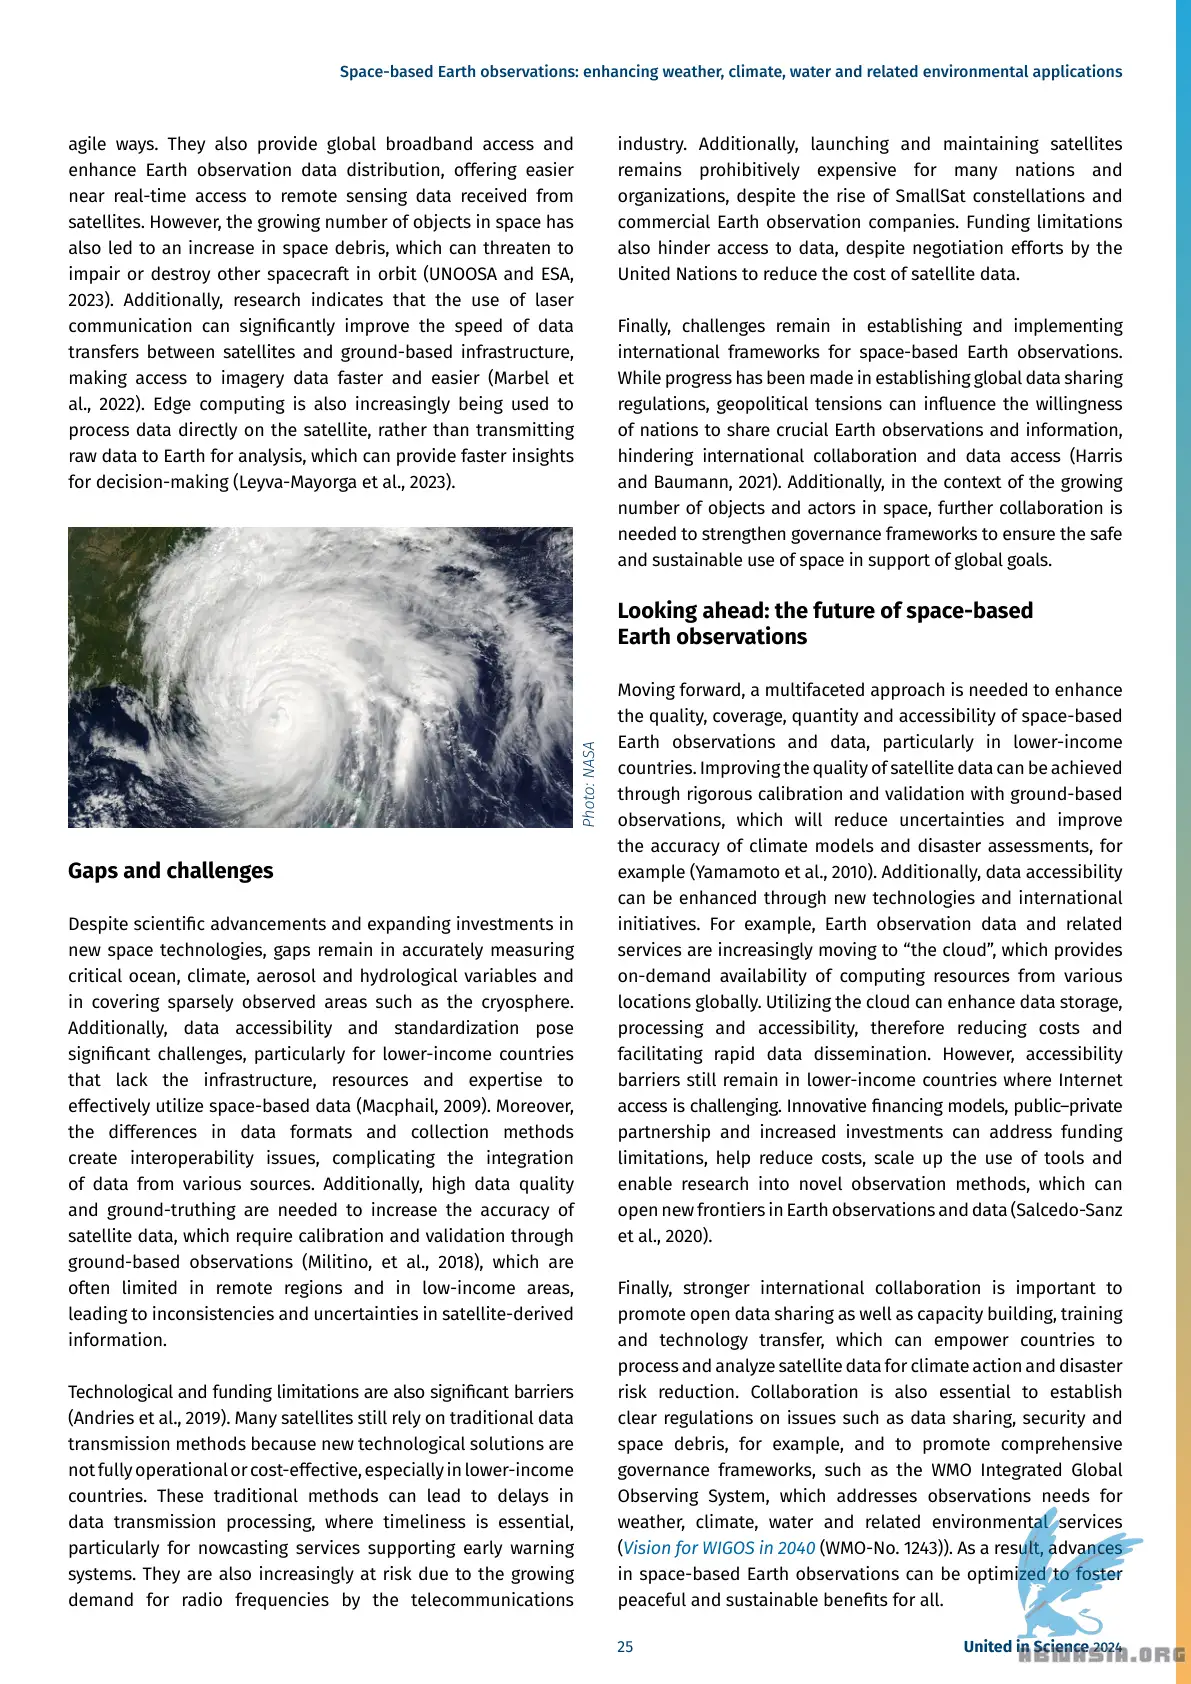 Space-based Earth observations: enhancing weather, climate, water and related environmental applications
agile ways. They also provide global broadband access and
enhance Earth observation data distribution, offering easier
near real-time access to remote sensing data received from
satellites. However, the growing number of objects in space has
also led to an increase in space debris, which can threaten to
impair or destroy other spacecraft in orbit (UNOOSA and ESA,
2023). Additionally, research indicates that the use of laser
communication can significantly improve the speed of data
transfers between satellites and ground-based infrastructure,
making access to imagery data faster and easier (Marbel et
al., 2022). Edge computing is also increasingly being used to
process data directly on the satellite, rather than transmitting
raw data to Earth for analysis, which can provide faster insights
for decision-making (Leyva-Mayorga et al., 2023).
Photo: NASA
Gaps and challenges
Despite scientific advancements and expanding investments in
new space technologies, gaps remain in accurately measuring
critical ocean, climate, aerosol and hydrological variables and
in covering sparsely observed areas such as the cryosphere.
Additionally, data accessibility and standardization pose
significant challenges, particularly for lower-income countries
that lack the infrastructure, resources and expertise to
effectively utilize space-based data (Macphail, 2009). Moreover,
the differences in data formats and collection methods
create interoperability issues, complicating the integration
of data from various sources. Additionally, high data quality
and ground-truthing are needed to increase the accuracy of
satellite data, which require calibration and validation through
ground-based observations (Militino, et al., 2018), which are
often limited in remote regions and in low-income areas,
leading to inconsistencies and uncertainties in satellite-derived
information.
Technological and funding limitations are also significant barriers
(Andries et al., 2019). Many satellites still rely on traditional data
transmission methods because new technological solutions are
not fully operational or cost-effective, especially in lower-income
countries. These traditional methods can lead to delays in
data transmission processing, where timeliness is essential,
particularly for nowcasting services supporting early warning
systems. They are also increasingly at risk due to the growing
demand for radio frequencies by the telecommunications
industry. Additionally, launching and maintaining satellites
remains prohibitively expensive for many nations and
organizations, despite the rise of SmallSat constellations and
commercial Earth observation companies. Funding limitations
also hinder access to data, despite negotiation efforts by the
United Nations to reduce the cost of satellite data.
Finally, challenges remain in establishing and implementing
international frameworks for space-based Earth observations.
While progress has been made in establishing global data sharing
regulations, geopolitical tensions can influence the willingness
of nations to share crucial Earth observations and information,
hindering international collaboration and data access (Harris
and Baumann, 2021). Additionally, in the context of the growing
number of objects and actors in space, further collaboration is
needed to strengthen governance frameworks to ensure the safe
and sustainable use of space in support of global goals.
Looking ahead: the future of space-based
Earth observations
Moving forward, a multifaceted approach is needed to enhance
the quality, coverage, quantity and accessibility of space-based
Earth observations and data, particularly in lower-income
countries. Improving the quality of satellite data can be achieved
through rigorous calibration and validation with ground-based
observations, which will reduce uncertainties and improve
the accuracy of climate models and disaster assessments, for
example (Yamamoto et al., 2010). Additionally, data accessibility
can be enhanced through new technologies and international
initiatives. For example, Earth observation data and related
services are increasingly moving to “the cloud”, which provides
on-demand availability of computing resources from various
locations globally. Utilizing the cloud can enhance data storage,
processing and accessibility, therefore reducing costs and
facilitating rapid data dissemination. However, accessibility
barriers still remain in lower-income countries where Internet
access is challenging. Innovative financing models, public–private
partnership and increased investments can address funding
limitations, help reduce costs, scale up the use of tools and
enable research into novel observation methods, which can
open new frontiers in Earth observations and data (Salcedo-Sanz
et al., 2020).
Finally, stronger international collaboration is important to
promote open data sharing as well as capacity building, training
and technology transfer, which can empower countries to
process and analyze satellite data for climate action and disaster
risk reduction. Collaboration is also essential to establish
clear regulations on issues such as data sharing, security and
space debris, for example, and to promote comprehensive
governance frameworks, such as the WMO Integrated Global
Observing System, which addresses observations needs for
weather, climate, water and related environmental services
(Vision for WIGOS in 2040 (WMO-No. 1243)). As a result, advances
in space-based Earth observations can be optimized to foster
peaceful and sustainable benefits for all.
25
United in Science 2024
ABNASIA.ORG